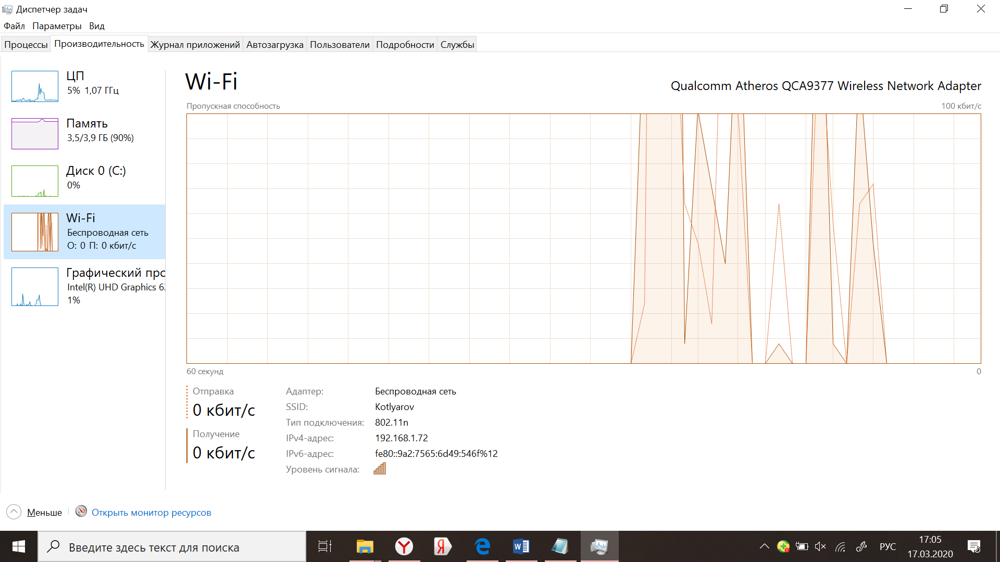 Диспетчер задач
Файл Параметры Вид
Процессы Производительность Журнал приложений Автозагрузка Пользователи Подробности Службы
ЦП
5% 1,07 ГГц
Память
3,5/3,9 ГБ (90%)
Диск 0 (C:)
0%
Wi-Fi
Беспроводная сеть
О: 0 П: 0 кбит/с
Графический прс
Intel(R) UHD Graphics 62
1%
Wi-Fi
Qualcomm Atheros QCA9377 Wireless Network Adapter
Пропускная способность 100 кбит/с
60 секунд 0
Отправка
0 кбит/с
Получение
0 кбит/с
Адаптер: Беспроводная сеть
SSID: Kotlyarov
Тип подключения: 802.11n
IPv4-адрес: 192.168.1.72
IPv6-адрес: fe80::9a2:7565:6d49:546f%12
Уровень сигнала:
Меньше Открыть монитор ресурсов
Введите здесь текст для поиска
РУС
17:05
17.03.2020